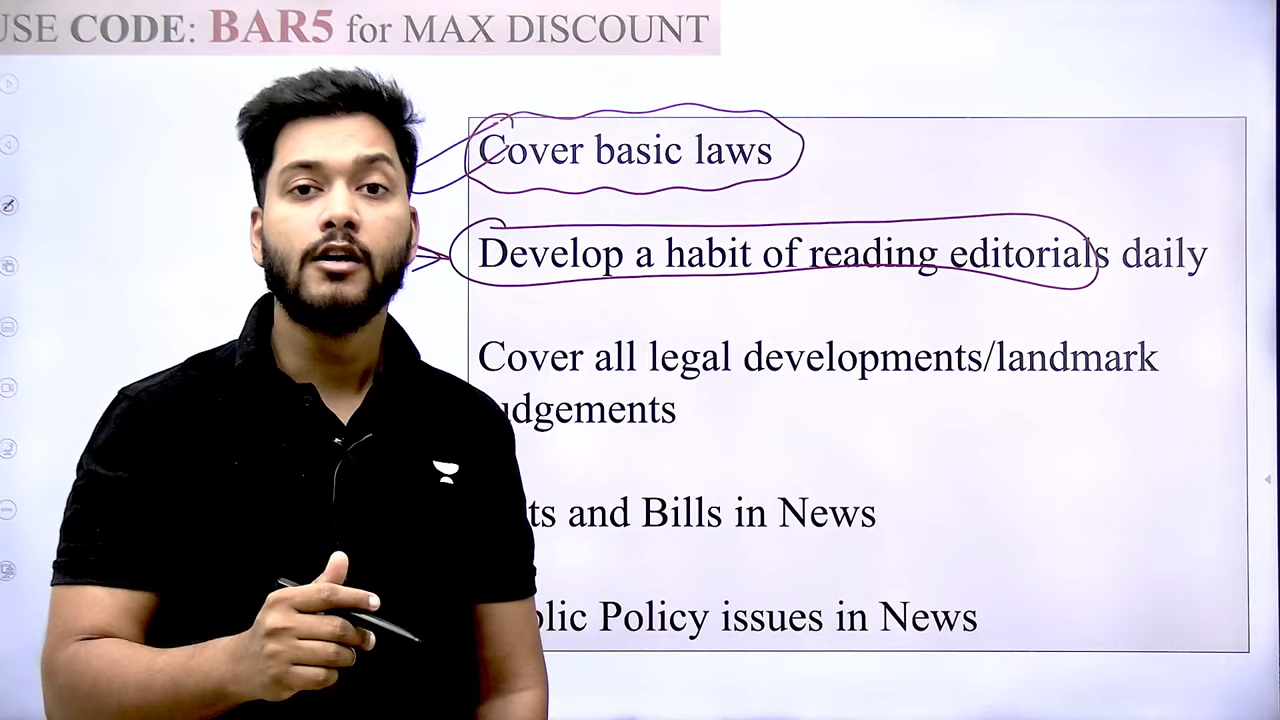 USE CODE: BAR5 for MAX DISCOUNT
Cover basic laws
Develop a habit of reading editorials daily
Cover all legal developments/landmark
udgements
ts and Bills in News
lic Policy issues in News